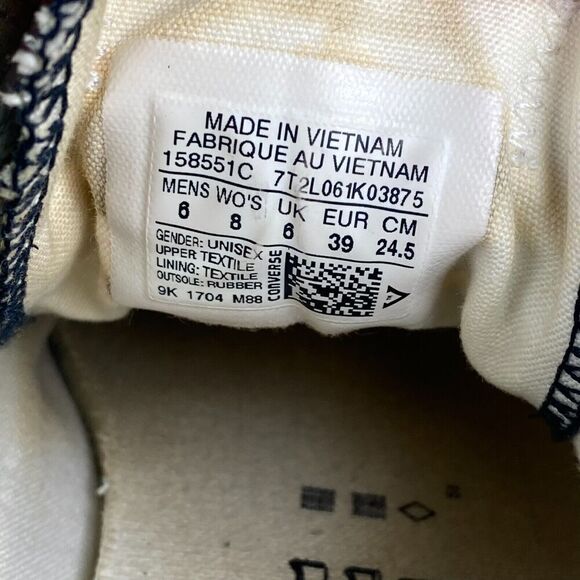 MADE IN VIETNAM
FABRIQUE AU VIETNAM
158551C 7T2L061K03875
MENS WO'S UK EUR CM
6 8 6 39 24.5
GENDER: UNISEX
UPPER TEXTILE
LINING: TEXTILE
OUTSOLE: RUBBER
9K 1704 M88
CONVERSE